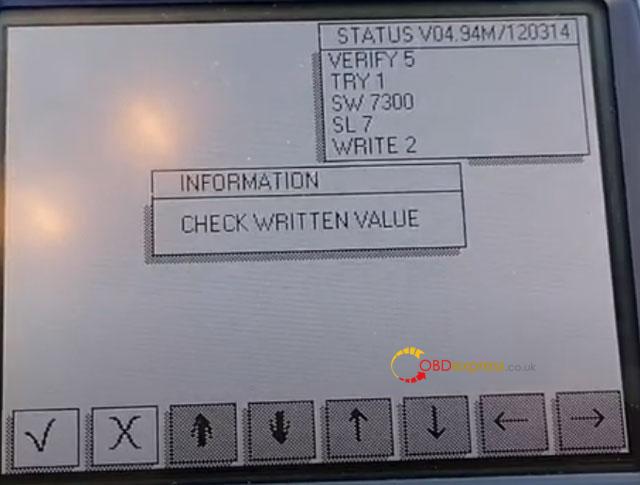 STATUS V04.94M/120314
VERIFY 5
TRY 1
SW 7300
SL 7
WRITE 2
INFORMATION
CHECK WRITTEN VALUE
OBDexpress.co.uk